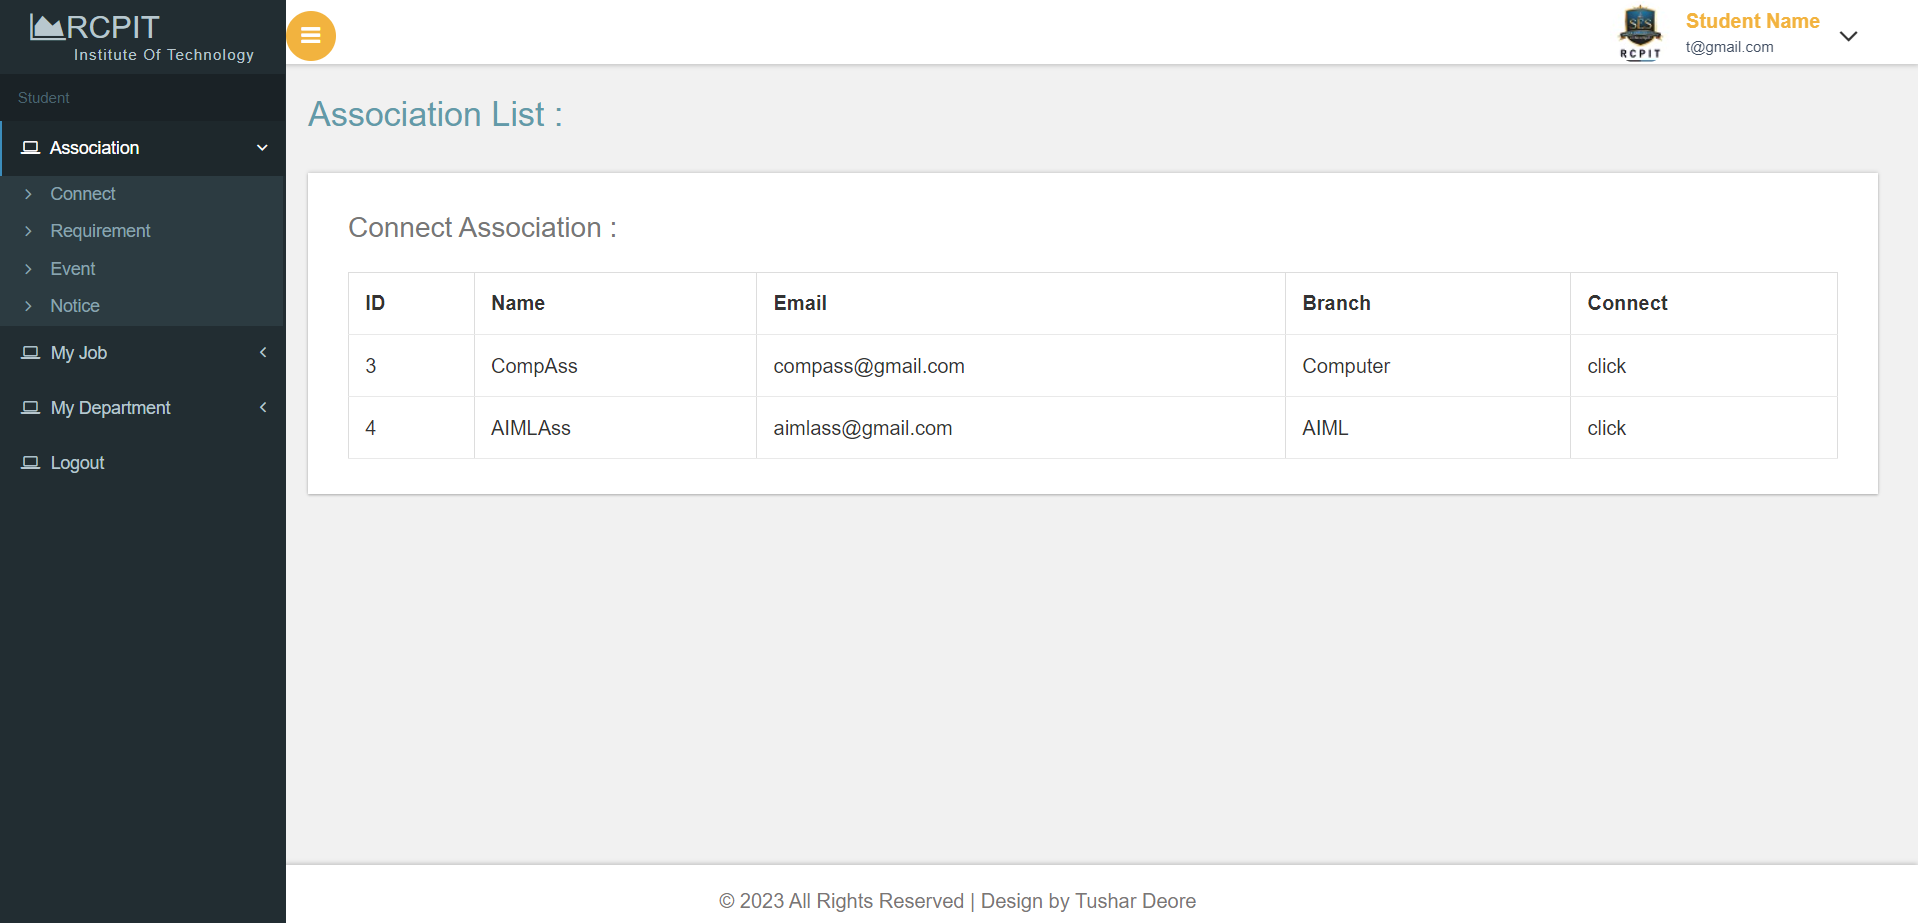 RCPIT
Institute Of Technology
Student
Association
Connect
Requirement
Event
Notice
My Job
My Department
Logout
SES
RCPIT
Student Name
t@gmail.com
Association List :
Connect Association :
ID Name Email Branch Connect
3 CompAss compass@gmail.com Computer click
4 AIMLAss aimlass@gmail.com AIML click
© 2023 All Rights Reserved | Design by Tushar Deore